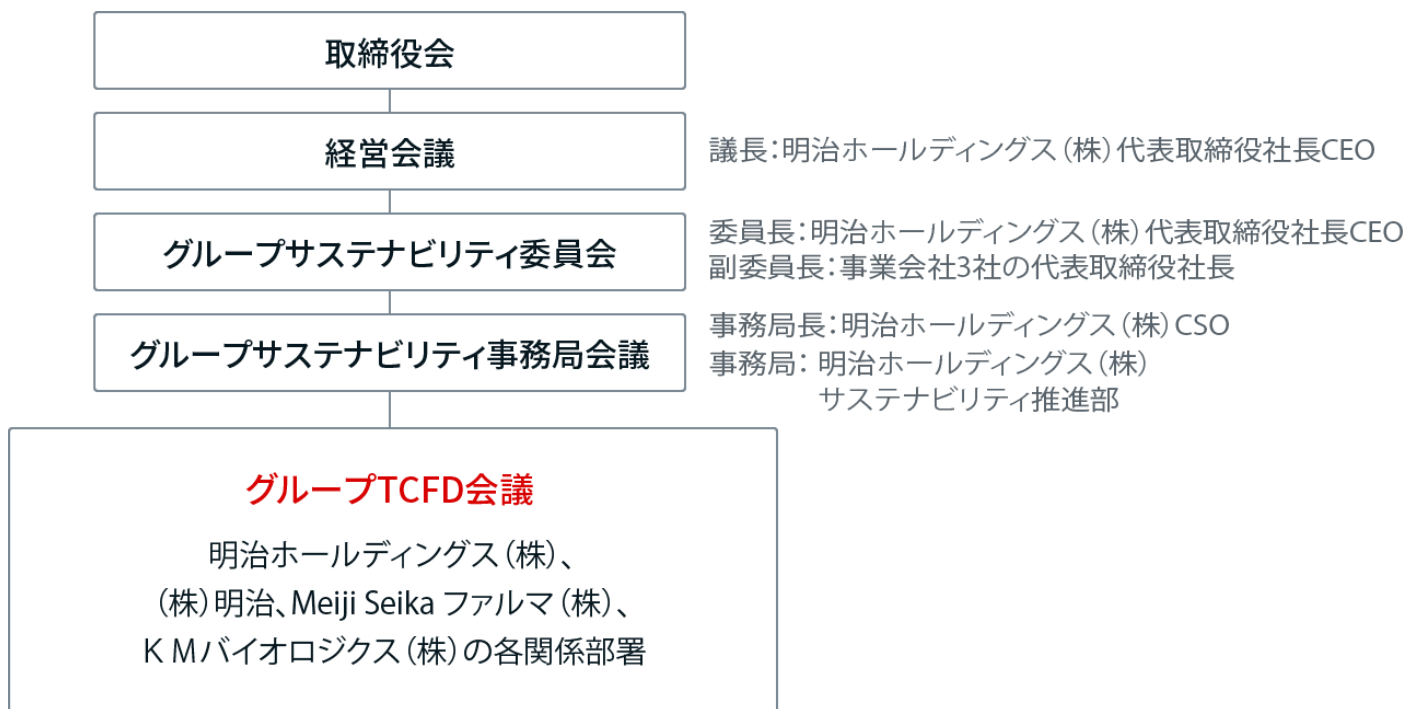 取締役会
経営会議
議長：明治ホールディングス（株）代表取締役社長CEO
グループサステナビリティ委員会
委員長：明治ホールディングス（株）代表取締役社長CEO
副委員長：事業会社3社の代表取締役社長
グループサステナビリティ事務局会議
事務局長：明治ホールディングス（株）CSO
事務局： 明治ホールディングス（株）
サステナビリティ推進部
グループTCFD会議
明治ホールディングス（株）、
（株）明治、Meiji Seika ファルマ（株）、
ＫＭバイオロジクス（株）の各関係部署